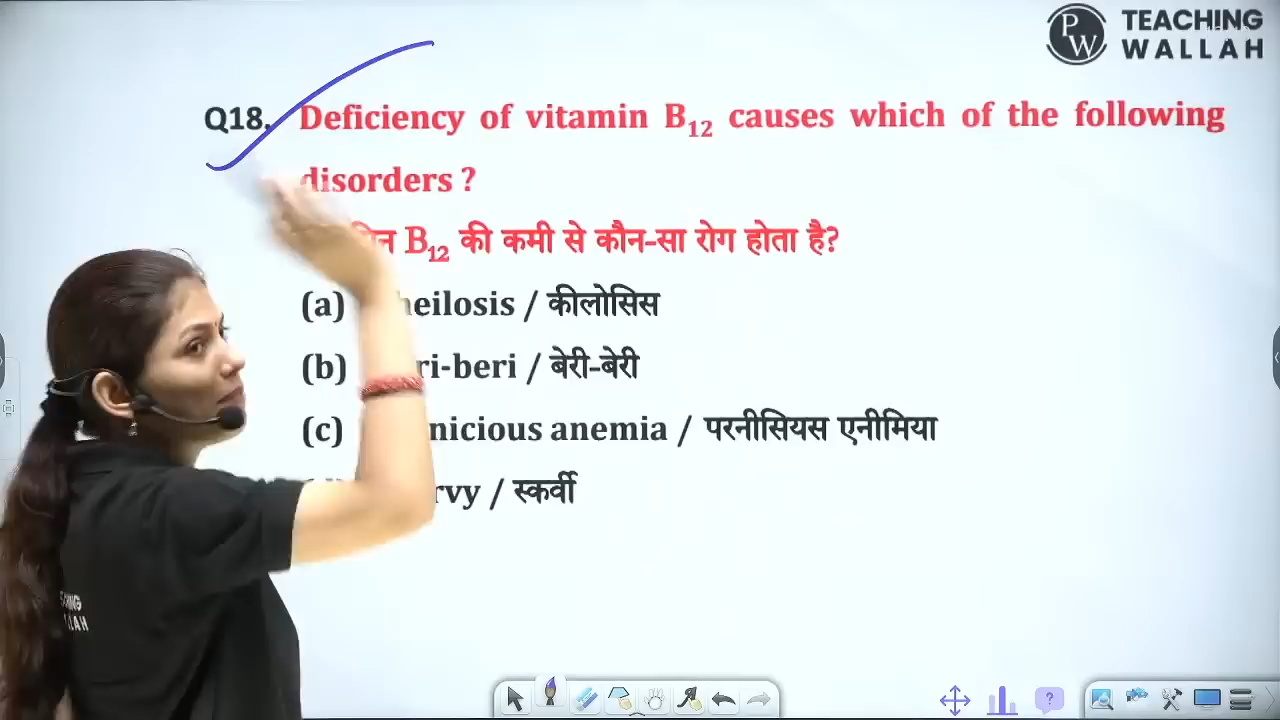 PW
TEACHING
WALLAH
Q18. Deficiency of vitamin B12 causes which of the following
disorders ?
B12 की कमी से कौन-सा रोग होता है?
(a) heilosis / कीलोसिस
(b) ri-beri / बेरी-बेरी
(c) nicious anemia / परनीसियस एनीमिया
rvy / स्कर्वी